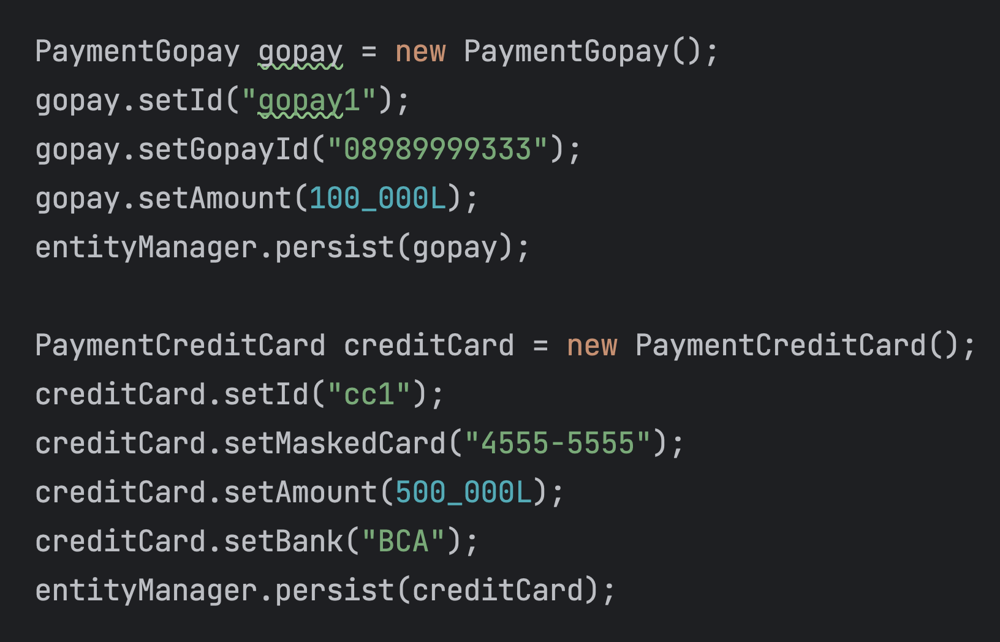 PaymentGopay gopay = new PaymentGopay();
gopay.setId("gopay1");
gopay.setGopayId("08989999333");
gopay.setAmount(100_000L);
entityManager.persist(gopay);

PaymentCreditCard creditCard = new PaymentCreditCard();
creditCard.setId("cc1");
creditCard.setMaskedCard("4555-5555");
creditCard.setAmount(500_000L);
creditCard.setBank("BCA");
entityManager.persist(creditCard);